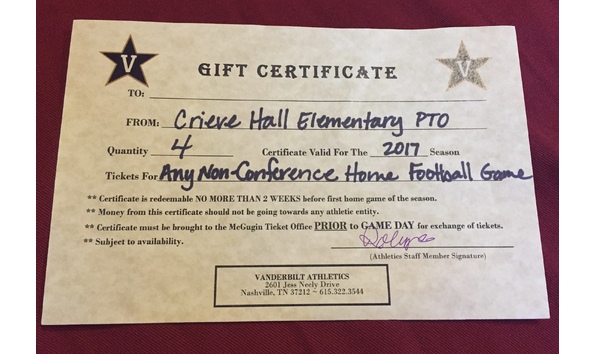 V V
GIFT CERTIFICATE
TO:
FROM: Crieve Hall Elementary PTO
Quantity 4 Certificate Valid For The 2017 Season
Tickets For Any Non-Conference Home Football Game
** Certificate is redeemable NO MORE THAN 2 WEEKS before first home game of the season.
** Money from this certificate should not be going towards any athletic entity.
** Certificate must be brought to the McGugin Ticket Office PRIOR to GAME DAY for exchange of tickets.
** Subject to availability.
(Athletics Staff Member Signature)
VANDERBILT ATHLETICS
2601 Jess Neely Drive
Nashville, TN 37212 ~ 615.322.3544